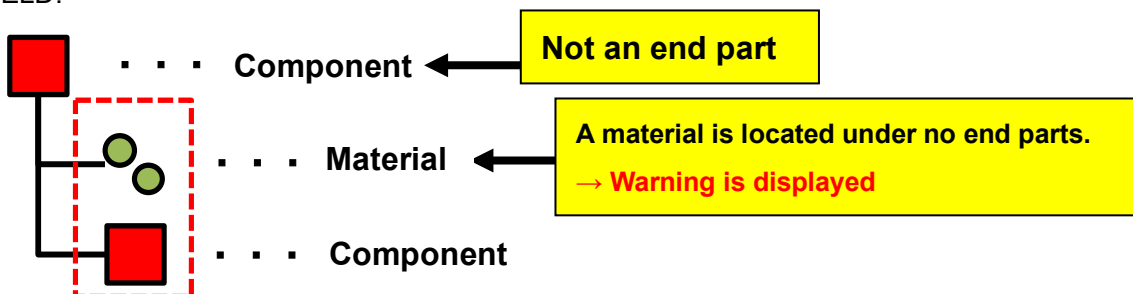 · · · Component
Not an end part
· · · Material
A material is located under no end parts.
→ Warning is displayed
· · · Component